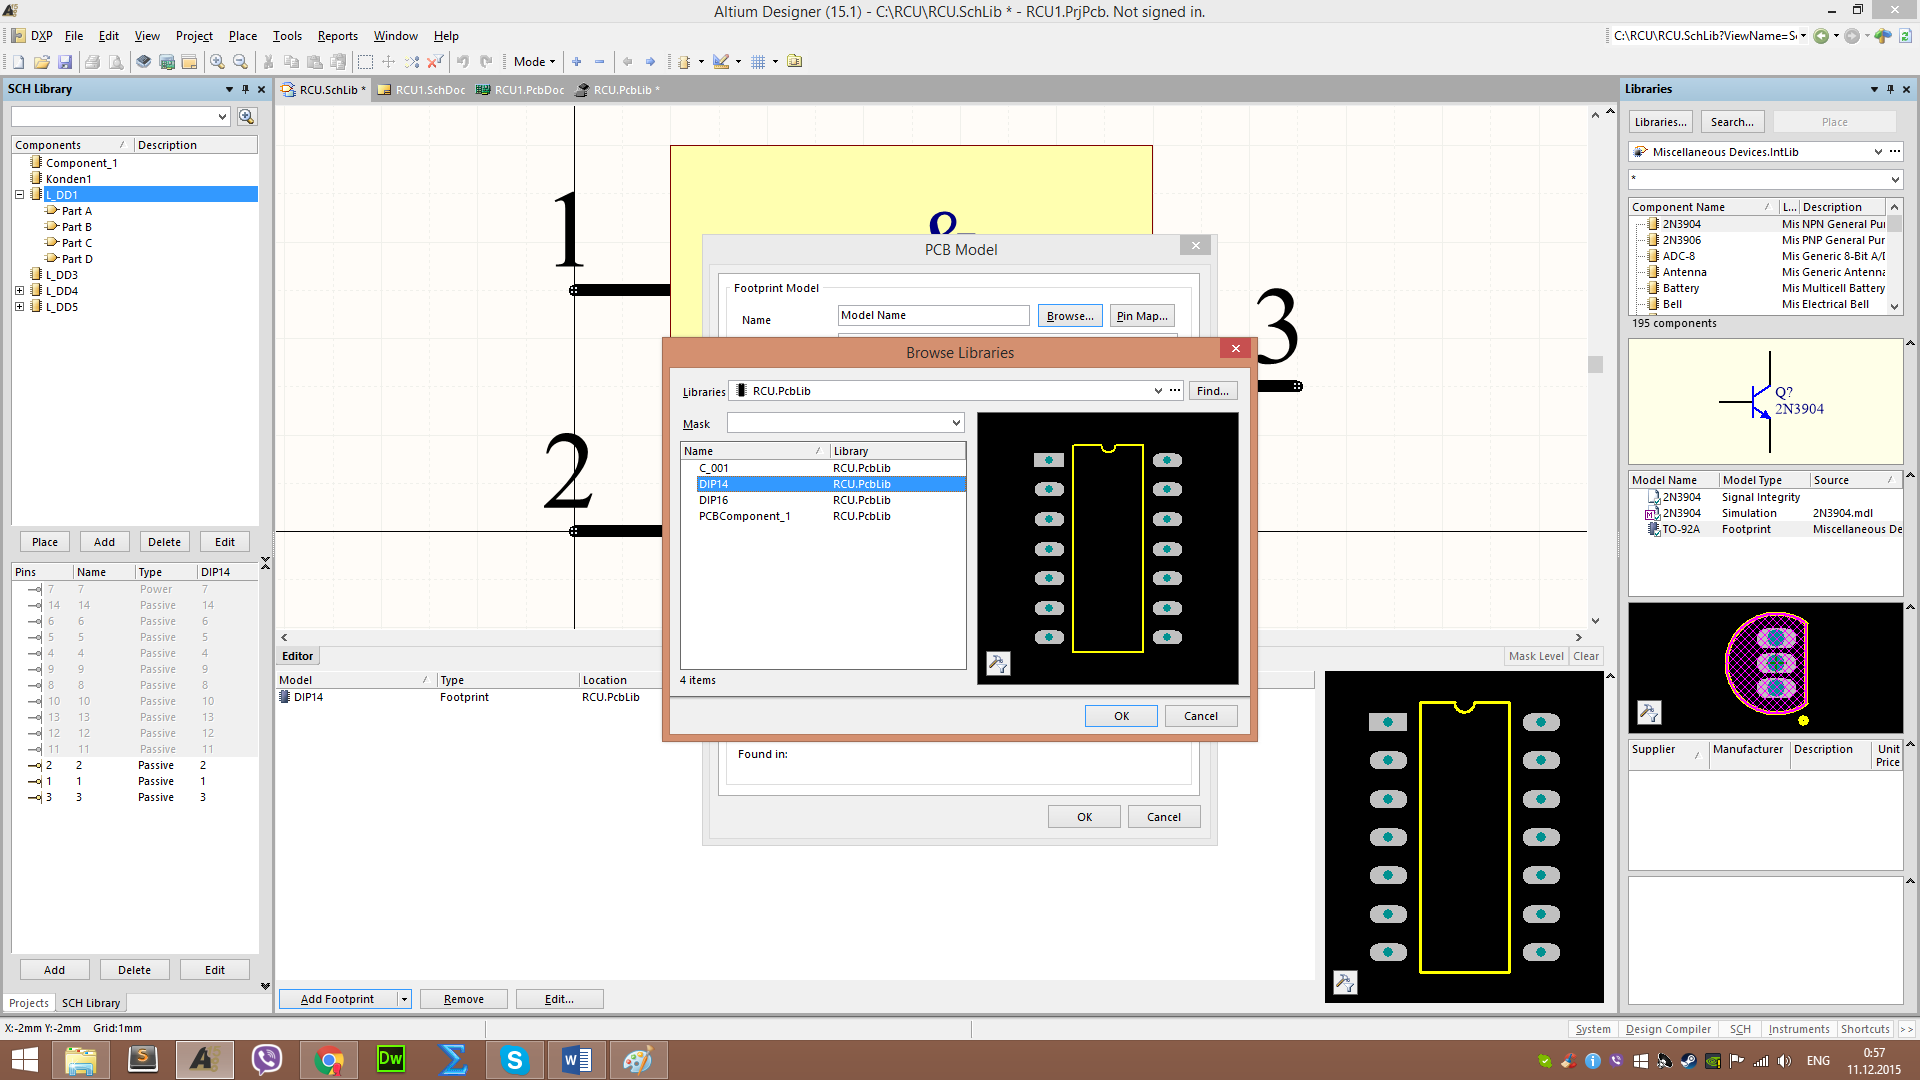 Altium Designer (15.1) - C:\RCU\RCU.SchLib * - RCU1.PrjPcb. Not signed in.
DXP File Edit View Project Place Tools Reports Window Help
C:\RCU\RCU.SchLib?ViewName=S
Mode
SCH Library
RCU.SchLib * RCU1.SchDoc RCU1.PcbDoc RCU.PcbLib *
Libraries
Components Description
Component_1
Konden1
L_DD1
Part A
Part B
Part C
Part D
L_DD3
L_DD4
L_DD5
Place Add Delete Edit
Pins Name Type DIP14
7 7 Power 7
14 14 Passive 14
6 6 Passive 6
5 5 Passive 5
4 4 Passive 4
9 9 Passive 9
8 8 Passive 8
10 10 Passive 10
13 13 Passive 13
12 12 Passive 12
11 11 Passive 11
2 2 Passive 2
1 1 Passive 1
3 3 Passive 3
Add Delete Edit
Projects SCH Library
1
2
3
&
PCB Model
Footprint Model
Name Model Name Browse... Pin Map...
Browse Libraries
Libraries RCU.PcbLib Find...
Mask
Name Library
C_001 RCU.PcbLib
DIP14 RCU.PcbLib
DIP16 RCU.PcbLib
PCBComponent_1 RCU.PcbLib
4 items
OK Cancel
Found in:
OK Cancel
Editor
Mask Level Clear
Model Type Location
DIP14 Footprint RCU.PcbLib
Add Footprint Remove Edit...
Libraries... Search... Place
Miscellaneous Devices.IntLib
*
Component Name L... Description
2N3904 Mis NPN General Pu
2N3906 Mis PNP General Pur
ADC-8 Mis Generic 8-Bit A/
Antenna Mis Generic Antenna
Battery Mis Multicell Battery
Bell Mis Electrical Bell
195 components
Q?
2N3904
Model Name Model Type Source
2N3904 Signal Integrity
2N3904 Simulation 2N3904.mdl
TO-92A Footprint Miscellaneous De
Supplier Manufacturer Description Unit Price
X:-2mm Y:-2mm Grid:1mm
System Design Compiler SCH Instruments Shortcuts >>
Dw
ENG
0:57
11.12.2015